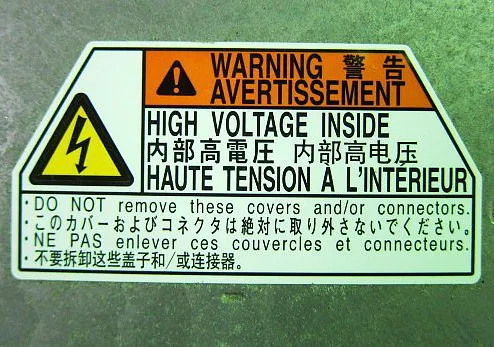 WARNING 警告
AVERTISSEMENT
HIGH VOLTAGE INSIDE
内部高電圧 内部高电压
HAUTE TENSION À L'INTÉRIEUR
·DO NOT remove these covers and/or connectors.
·このカバーおよびコネクタは絶対に取り外さないでください。
·NE PAS enlever ces couvercles et connecteurs.
·不要拆卸这些盖子和/或连接器。